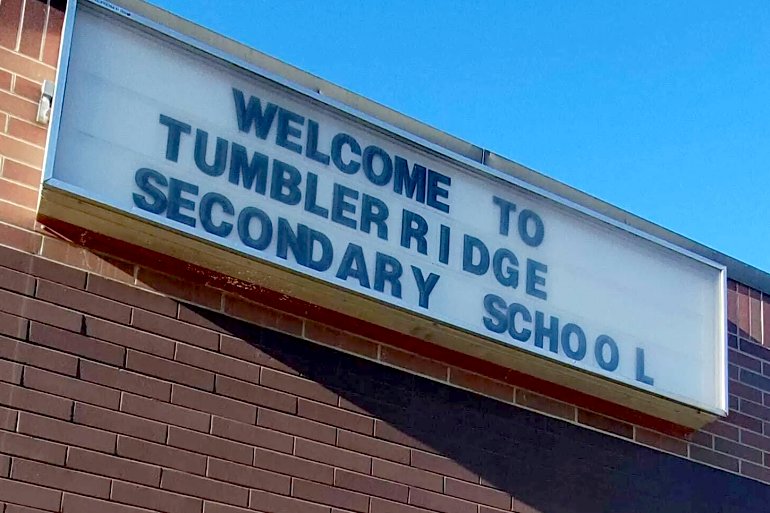 WELCOME TO
TUMBLER RIDGE
SECONDARY SCHOOL